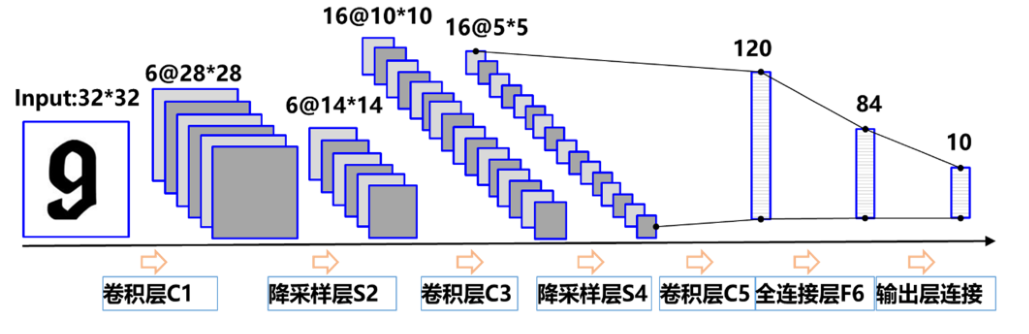 16@10*10
16@5*5
120
6@28*28
Input:32*32
6@14*14
84
10
9
卷积层C1
降采样层S2
卷积层C3
降采样层S4
卷积层C5
全连接层F6
输出层连接